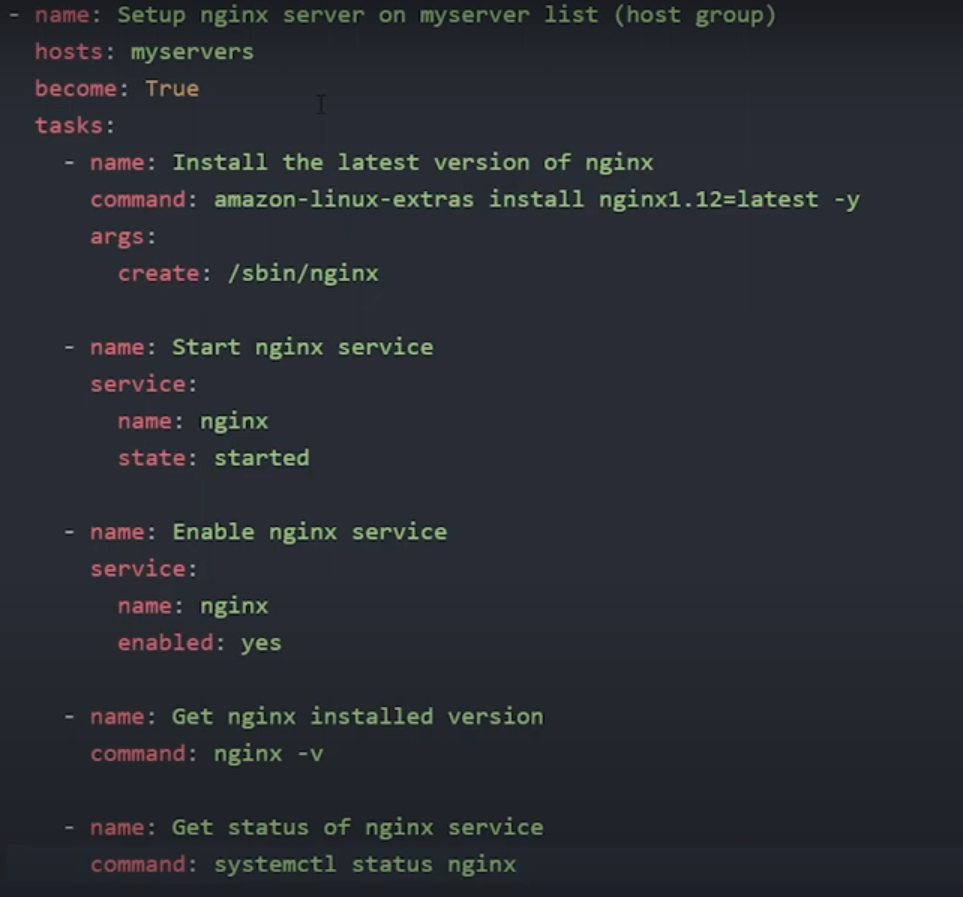 - name: Setup nginx server on myserver list (host group)
  hosts: myservers
  become: True
  tasks:
    - name: Install the latest version of nginx
      command: amazon-linux-extras install nginx1.12=latest -y
      args:
        create: /sbin/nginx

    - name: Start nginx service
      service:
        name: nginx
        state: started

    - name: Enable nginx service
      service:
        name: nginx
        enabled: yes

    - name: Get nginx installed version
      command: nginx -v

    - name: Get status of nginx service
      command: systemctl status nginx